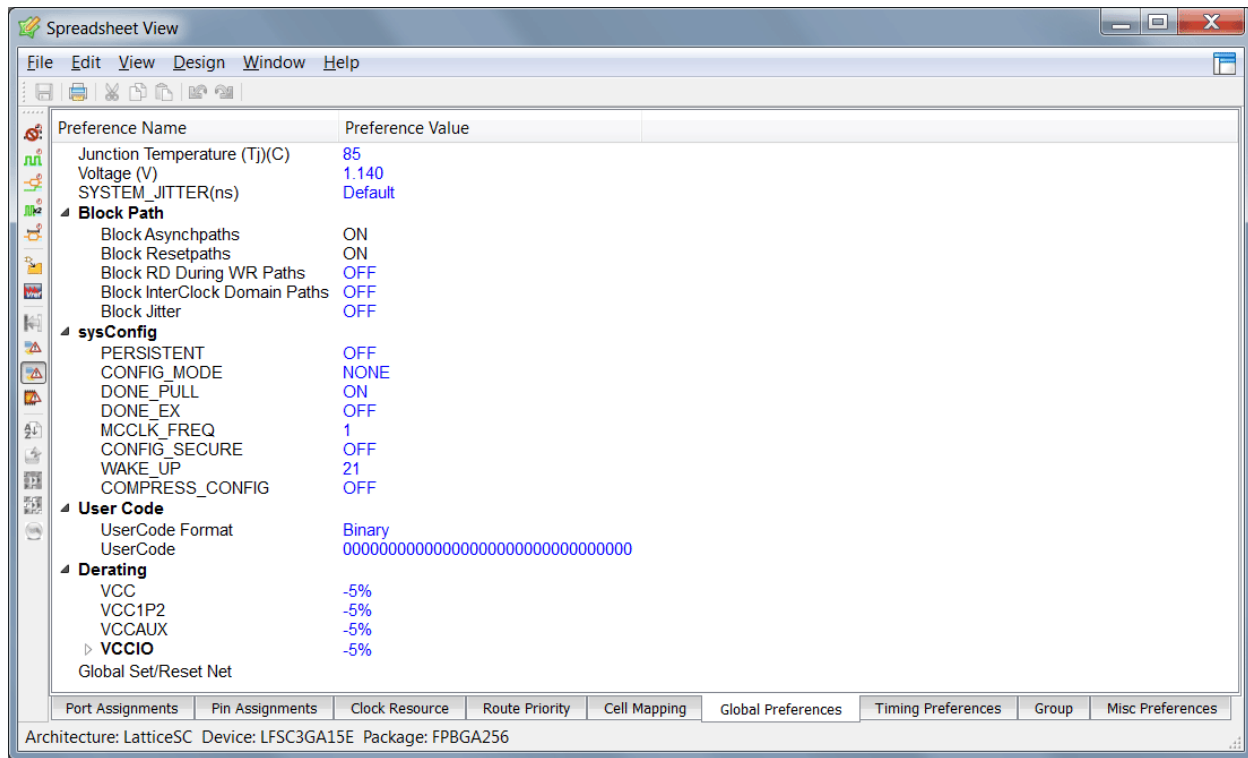 Spreadsheet View
File Edit View Design Window Help
Preference Name Preference Value
Junction Temperature (Tj)(C) 85
Voltage (V) 1.140
SYSTEM_JITTER(ns) Default
Block Path
Block Asynchpaths ON
Block Resetpaths ON
Block RD During WR Paths OFF
Block InterClock Domain Paths OFF
Block Jitter OFF
sysConfig
PERSISTENT OFF
CONFIG_MODE NONE
DONE_PULL ON
DONE_EX OFF
MCCLK_FREQ 1
CONFIG_SECURE OFF
WAKE_UP 21
COMPRESS_CONFIG OFF
User Code
UserCode Format Binary
UserCode 00000000000000000000000000000000
Derating
VCC -5%
VCC1P2 -5%
VCCAUX -5%
VCCIO -5%
Global Set/Reset Net
Port Assignments Pin Assignments Clock Resource Route Priority Cell Mapping Global Preferences Timing Preferences Group Misc Preferences
Architecture: LatticeSC Device: LFSC3GA15E Package: FPBGA256